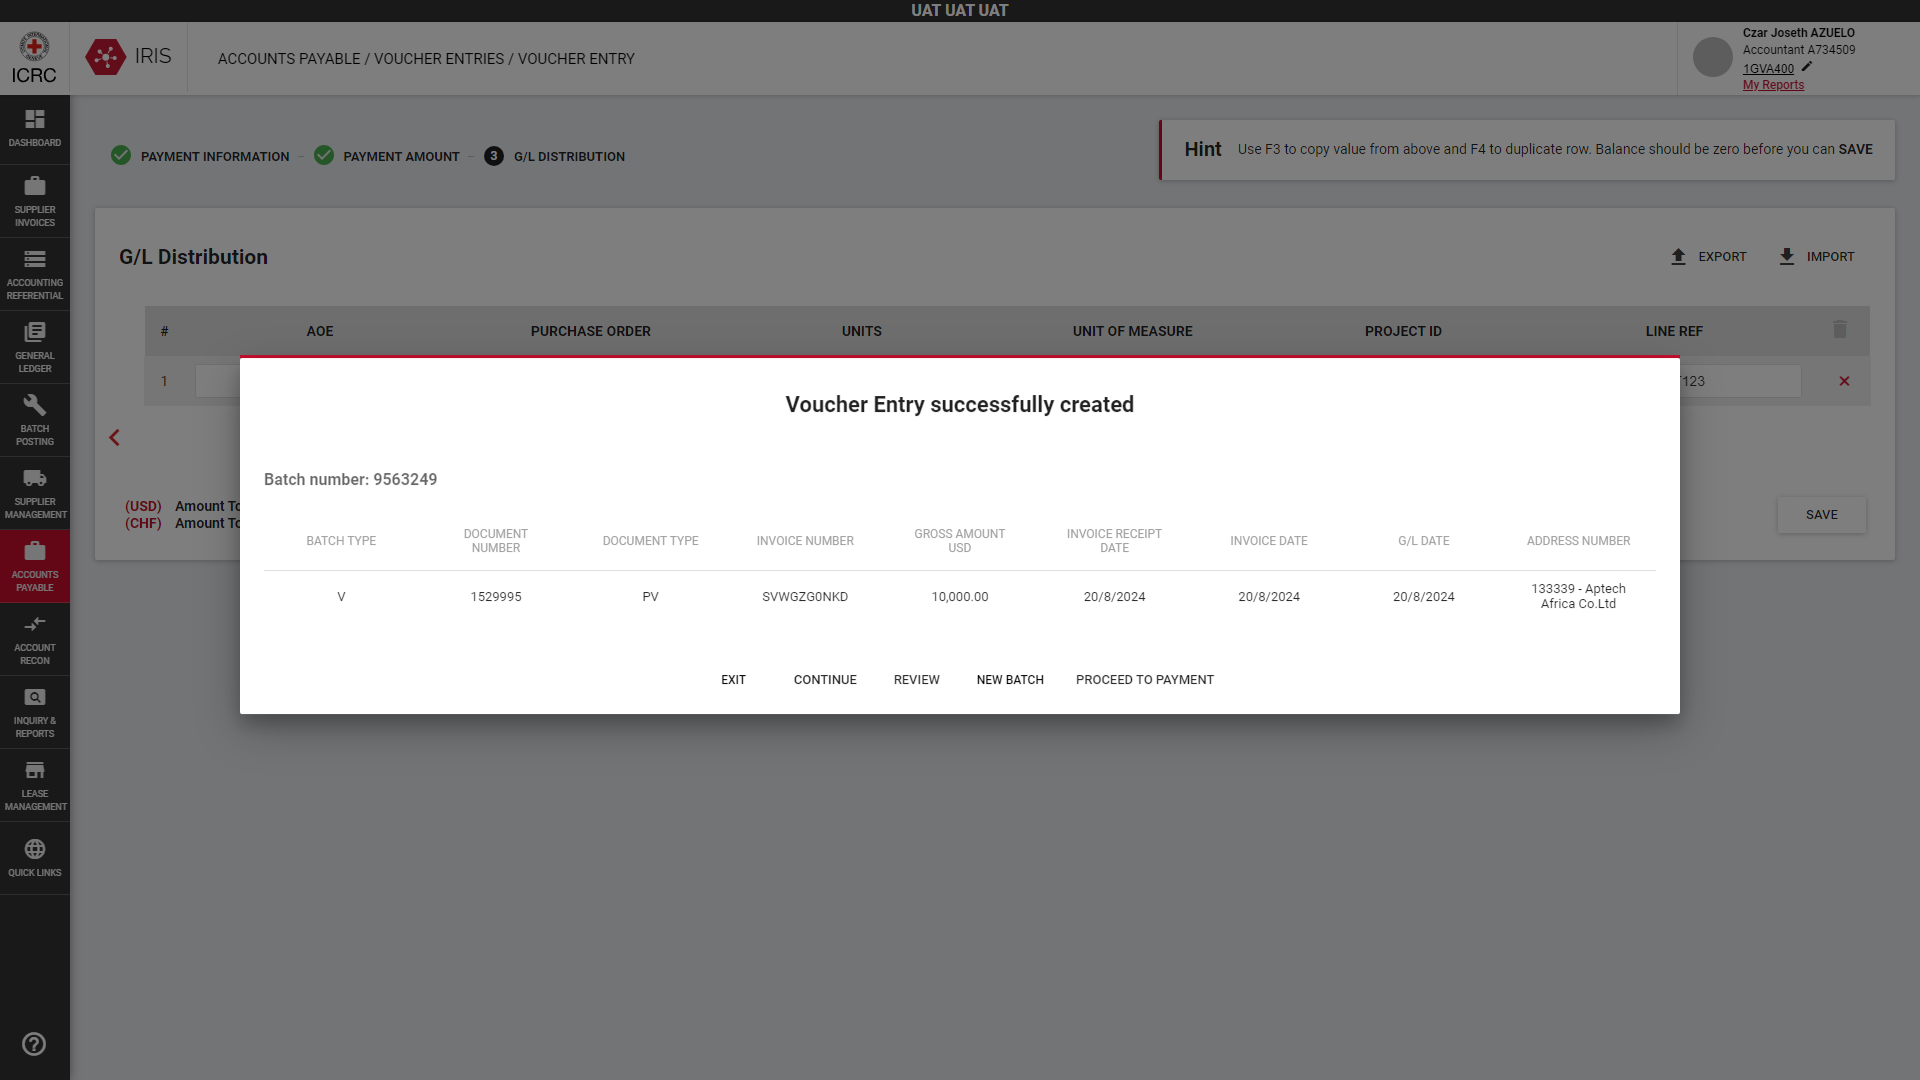 UAT UAT UAT
ICRC
IRIS
ACCOUNTS PAYABLE / VOUCHER ENTRIES / VOUCHER ENTRY
Czar Joseth AZUELO
Accountant A734509
1GVA400
My Reports
DASHBOARD
SUPPLIER
INVOICES
ACCOUNTING
REFERENTIAL
GENERAL
LEDGER
BATCH
POSTING
SUPPLIER
MANAGEMENT
ACCOUNTS
PAYABLE
ACCOUNT
RECON
INQUIRY &
REPORTS
LEASE
MANAGEMENT
QUICK LINKS
PAYMENT INFORMATION
PAYMENT AMOUNT
3 G/L DISTRIBUTION
Hint Use F3 to copy value from above and F4 to duplicate row. Balance should be zero before you can SAVE
G/L Distribution
EXPORT IMPORT
# AOE PURCHASE ORDER UNITS UNIT OF MEASURE PROJECT ID LINE REF
1 123
(USD) Amount To
(CHF) Amount To
SAVE
Voucher Entry successfully created
Batch number: 9563249
BATCH TYPE DOCUMENT NUMBER DOCUMENT TYPE INVOICE NUMBER GROSS AMOUNT USD INVOICE RECEIPT DATE INVOICE DATE G/L DATE ADDRESS NUMBER
V 1529995 PV SVWGZG0NKD 10,000.00 20/8/2024 20/8/2024 20/8/2024 133339 - Aptech Africa Co.Ltd
EXIT CONTINUE REVIEW NEW BATCH PROCEED TO PAYMENT